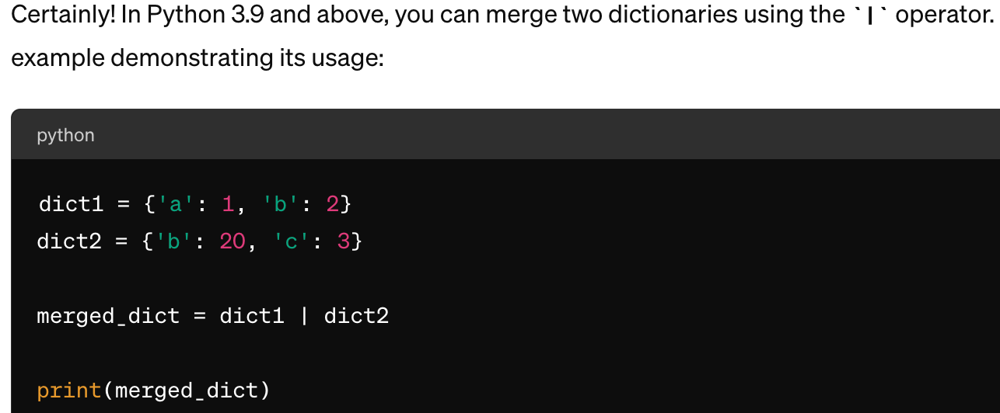 Certainly! In Python 3.9 and above, you can merge two dictionaries using the `|` operator.
example demonstrating its usage:
python
dict1 = {'a': 1, 'b': 2}
dict2 = {'b': 20, 'c': 3}
merged_dict = dict1 | dict2
print(merged_dict)